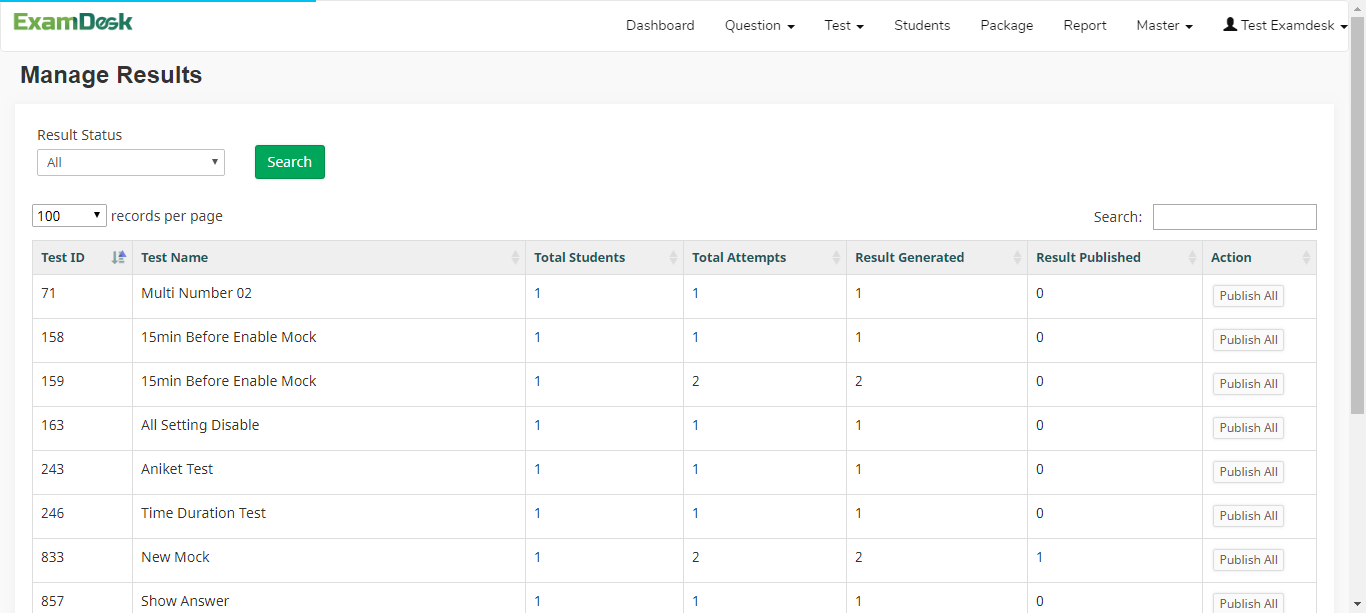 ExamDesk Dashboard Question Test Students Package Report Master Test Examdesk
Manage Results
Result Status
All Search
100 records per page Search:
Test ID Test Name Total Students Total Attempts Result Generated Result Published Action
71 Multi Number 02 1 1 1 0 Publish All
158 15min Before Enable Mock 1 1 1 0 Publish All
159 15min Before Enable Mock 1 2 2 0 Publish All
163 All Setting Disable 1 1 1 0 Publish All
243 Aniket Test 1 1 1 0 Publish All
246 Time Duration Test 1 1 1 0 Publish All
833 New Mock 1 2 2 1 Publish All
857 Show Answer 1 1 1 0 Publish All